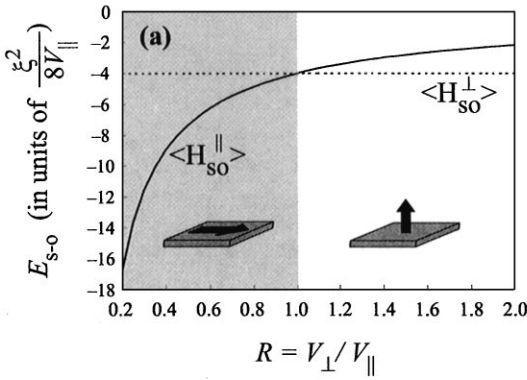 (a)
E_s-o (in units of ξ²/8V_∥)
0
−2
−4
−6
−8
−10
−12
−14
−16
−18
<H_so^∥>
<H_so^⊥>
0.2 0.4 0.6 0.8 1.0 1.2 1.4 1.6 1.8 2.0
R = V_⊥/V_∥